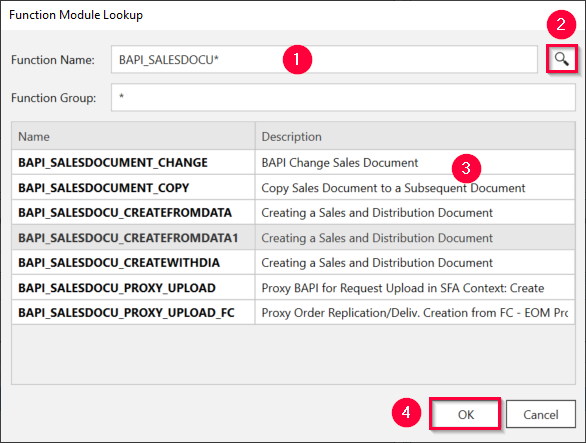 Function Module Lookup
2
Function Name: BAPI_SALESDOCU* 1
Function Group: *
Name Description
BAPI_SALESDOCUMENT_CHANGE BAPI Change Sales Document
3
BAPI_SALESDOCUMENT_COPY Copy Sales Document to a Subsequent Document
BAPI_SALESDOCU_CREATEFROMDATA Creating a Sales and Distribution Document
BAPI_SALESDOCU_CREATEFROMDATA1 Creating a Sales and Distribution Document
BAPI_SALESDOCU_CREATEWITHDIA Creating a Sales and Distribution Document
BAPI_SALESDOCU_PROXY_UPLOAD Proxy BAPI for Request Upload in SFA Context: Create
BAPI_SALESDOCU_PROXY_UPLOAD_FC Proxy Order Replication/Deliv. Creation from FC - EOM Pro
4 OK Cancel